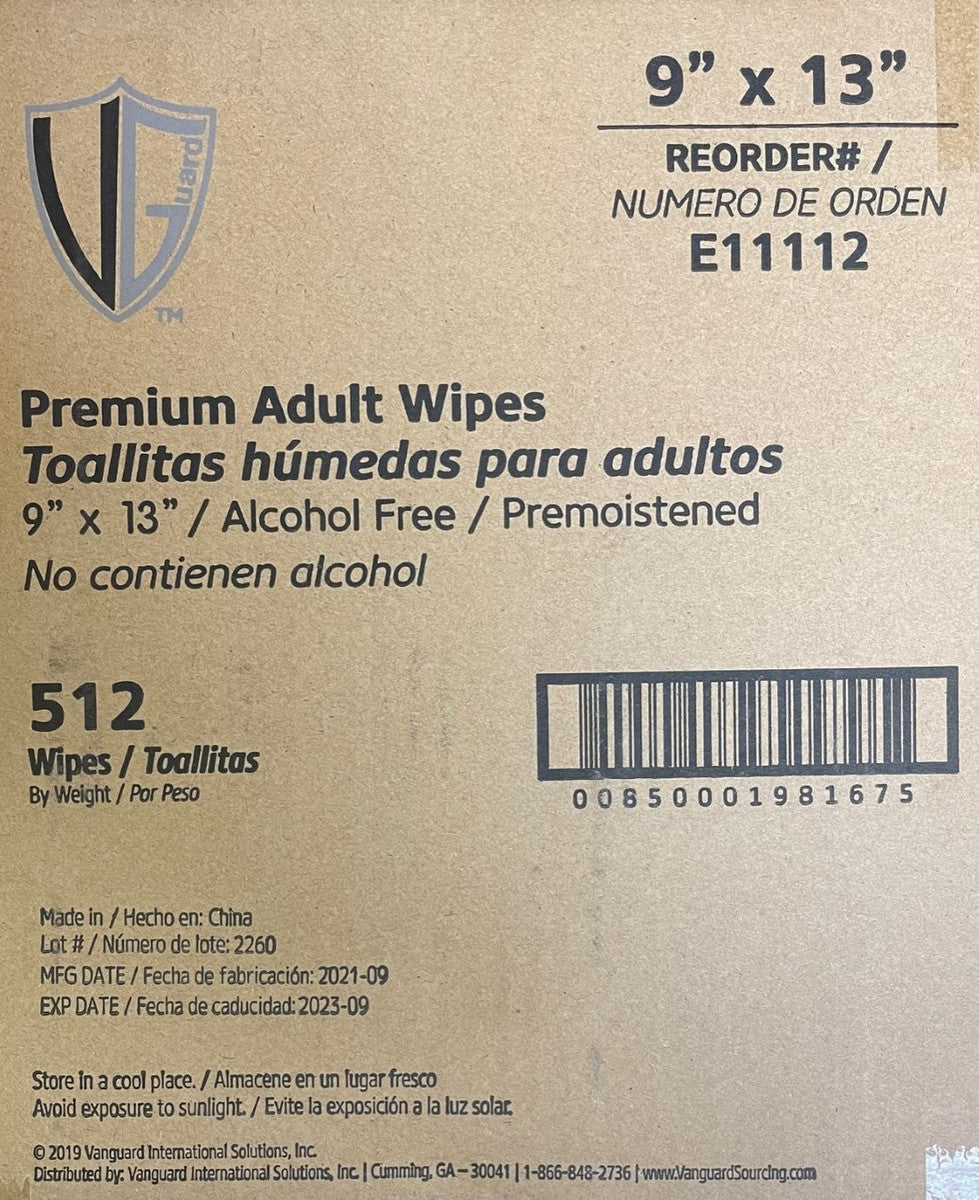 VGuard
TM
9” x 13”
REORDER# /
NUMERO DE ORDEN
E11112
Premium Adult Wipes
Toallitas húmedas para adultos
9” x 13” / Alcohol Free / Premoistened
No contienen alcohol
512
Wipes / Toallitas
By Weight / Por Peso
00850001981675
Made in / Hecho en: China
Lot # / Número de lote: 2260
MFG DATE / Fecha de fabricación: 2021-09
EXP DATE / Fecha de caducidad: 2023-09
Store in a cool place. / Almacene en un lugar fresco
Avoid exposure to sunlight. / Evite la exposición a la luz solar.
© 2019 Vanguard International Solutions, Inc.
Distributed by: Vanguard International Solutions, Inc. | Cumming, GA – 30041 | 1-866-848-2736 | www.VanguardSourcing.com